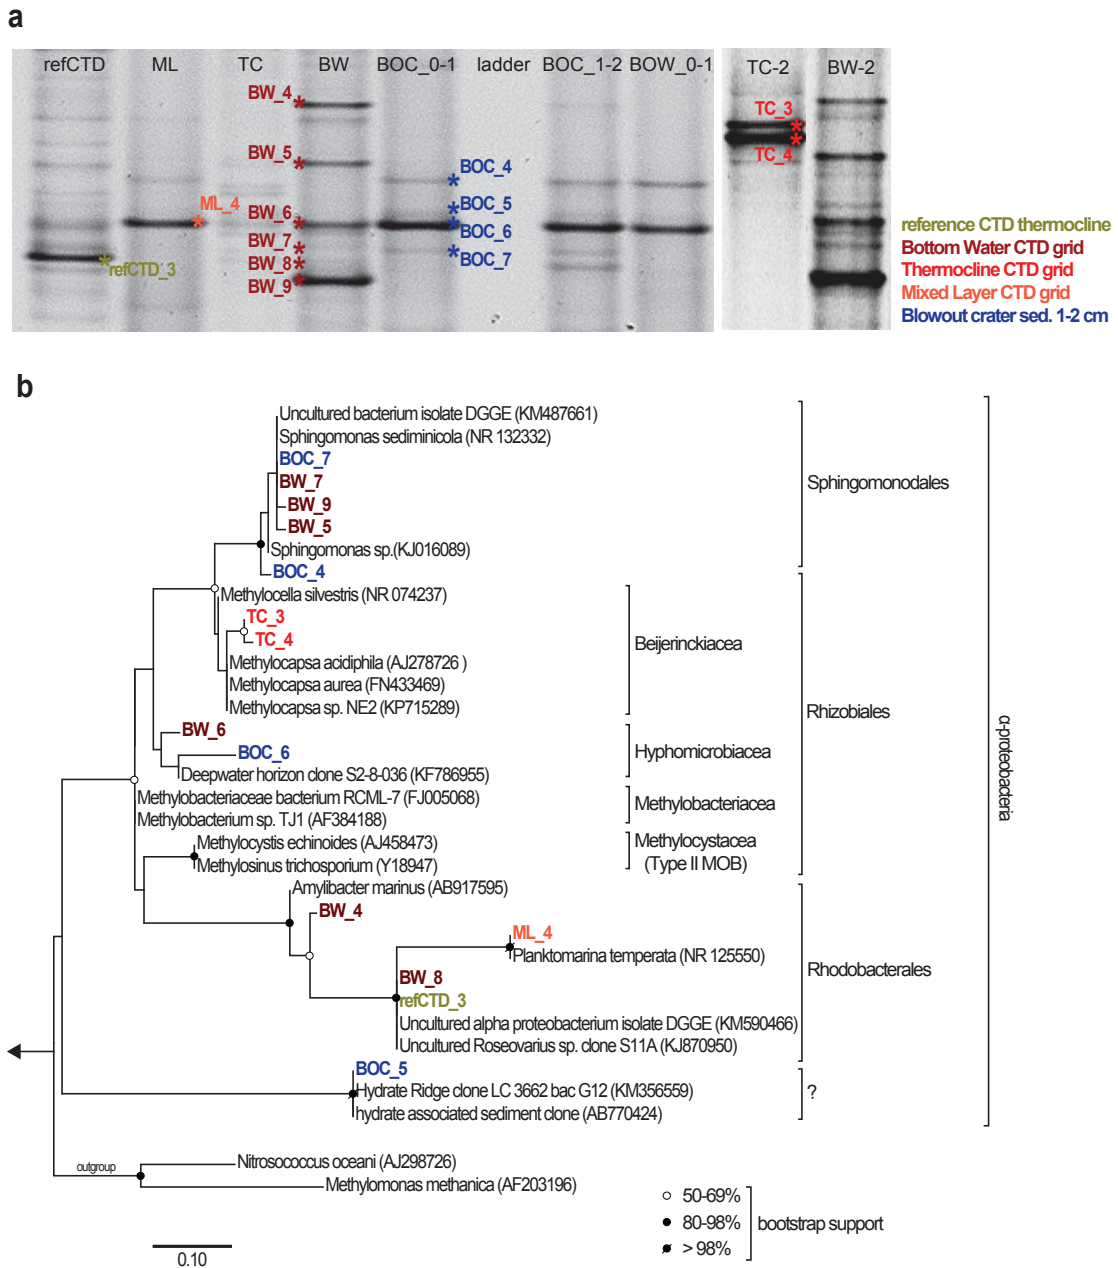 a
refCTD ML TC BW BOC_0-1 ladder BOC_1-2 BOW_0-1 TC-2 BW-2
BW_4
TC_3
BW_5
BOC_4
TC_4
ML_4
BOC_5
BW_6
BOC_6
BW_7
BOC_7
BW_8
refCTD_3
BW_9
reference CTD thermocline
Bottom Water CTD grid
Thermocline CTD grid
Mixed Layer CTD grid
Blowout crater sed. 1-2 cm
b
Uncultured bacterium isolate DGGE (KM487661)
Sphingomonas sediminicola (NR 132332)
BOC_7
BW_7
BW_9
BW_5
Sphingomonas sp.(KJ016089)
BOC_4
Sphingomonodales
Methylocella silvestris (NR 074237)
TC_3
TC_4
Methylocapsa acidiphila (AJ278726 )
Methylocapsa aurea (FN433469)
Methylocapsa sp. NE2 (KP715289)
Beijerinckiacea
BW_6
BOC_6
Deepwater horizon clone S2-8-036 (KF786955)
Hyphomicrobiacea
Methylobacteriaceae bacterium RCML-7 (FJ005068)
Methylobacterium sp. TJ1 (AF384188)
Methylobacteriacea
Methylocystis echinoides (AJ458473)
Methylosinus trichosporium (Y18947)
Methylocystacea
(Type II MOB)
Rhizobiales
α-proteobacteria
Amylibacter marinus (AB917595)
BW_4
ML_4
Planktomarina temperata (NR 125550)
BW_8
refCTD_3
Uncultured alpha proteobacterium isolate DGGE (KM590466)
Uncultured Roseovarius sp. clone S11A (KJ870950)
Rhodobacterales
BOC_5
Hydrate Ridge clone LC 3662 bac G12 (KM356559)
hydrate associated sediment clone (AB770424)
?
outgroup
Nitrosococcus oceani (AJ298726)
Methylomonas methanica (AF203196)
50-69%
80-98%
> 98%
bootstrap support
0.10